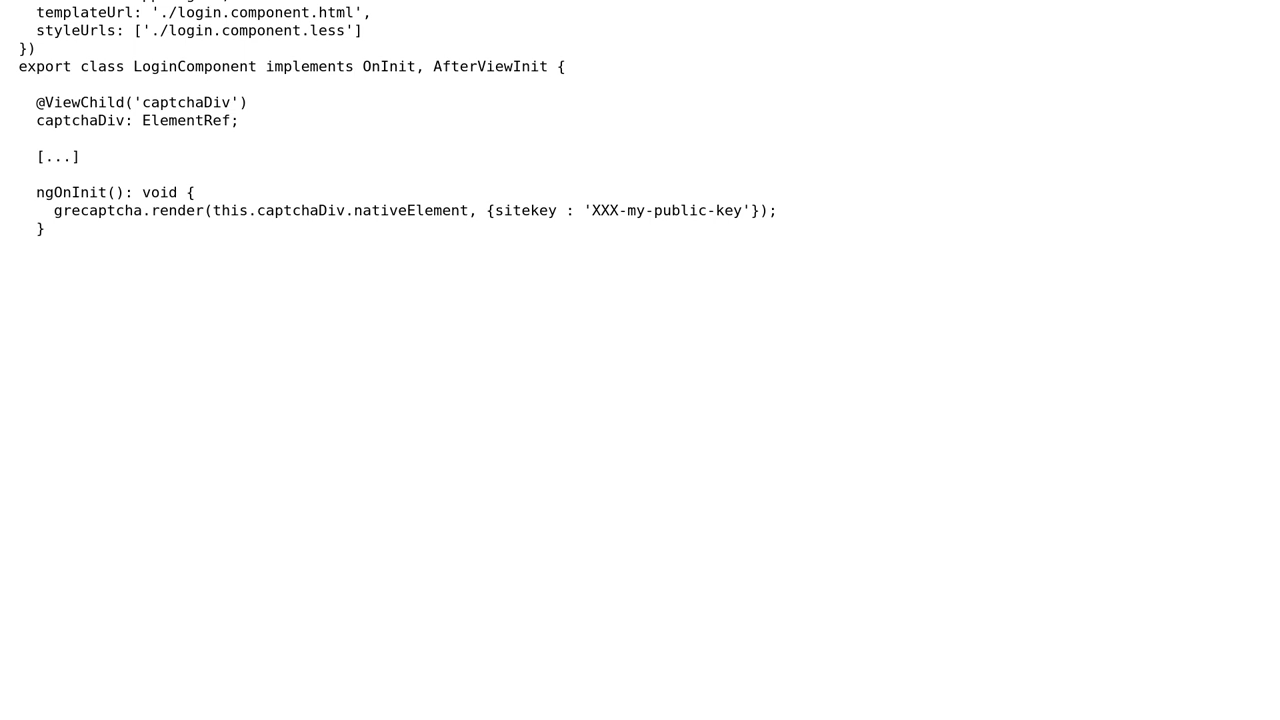 templateUrl: './login.component.html',
styleUrls: ['./login.component.less']
})
export class LoginComponent implements OnInit, AfterViewInit {
@ViewChild('captchaDiv')
captchaDiv: ElementRef;
[...]
ngOnInit(): void {
grecaptcha.render(this.captchaDiv.nativeElement, {sitekey : 'XXX-my-public-key'});
}